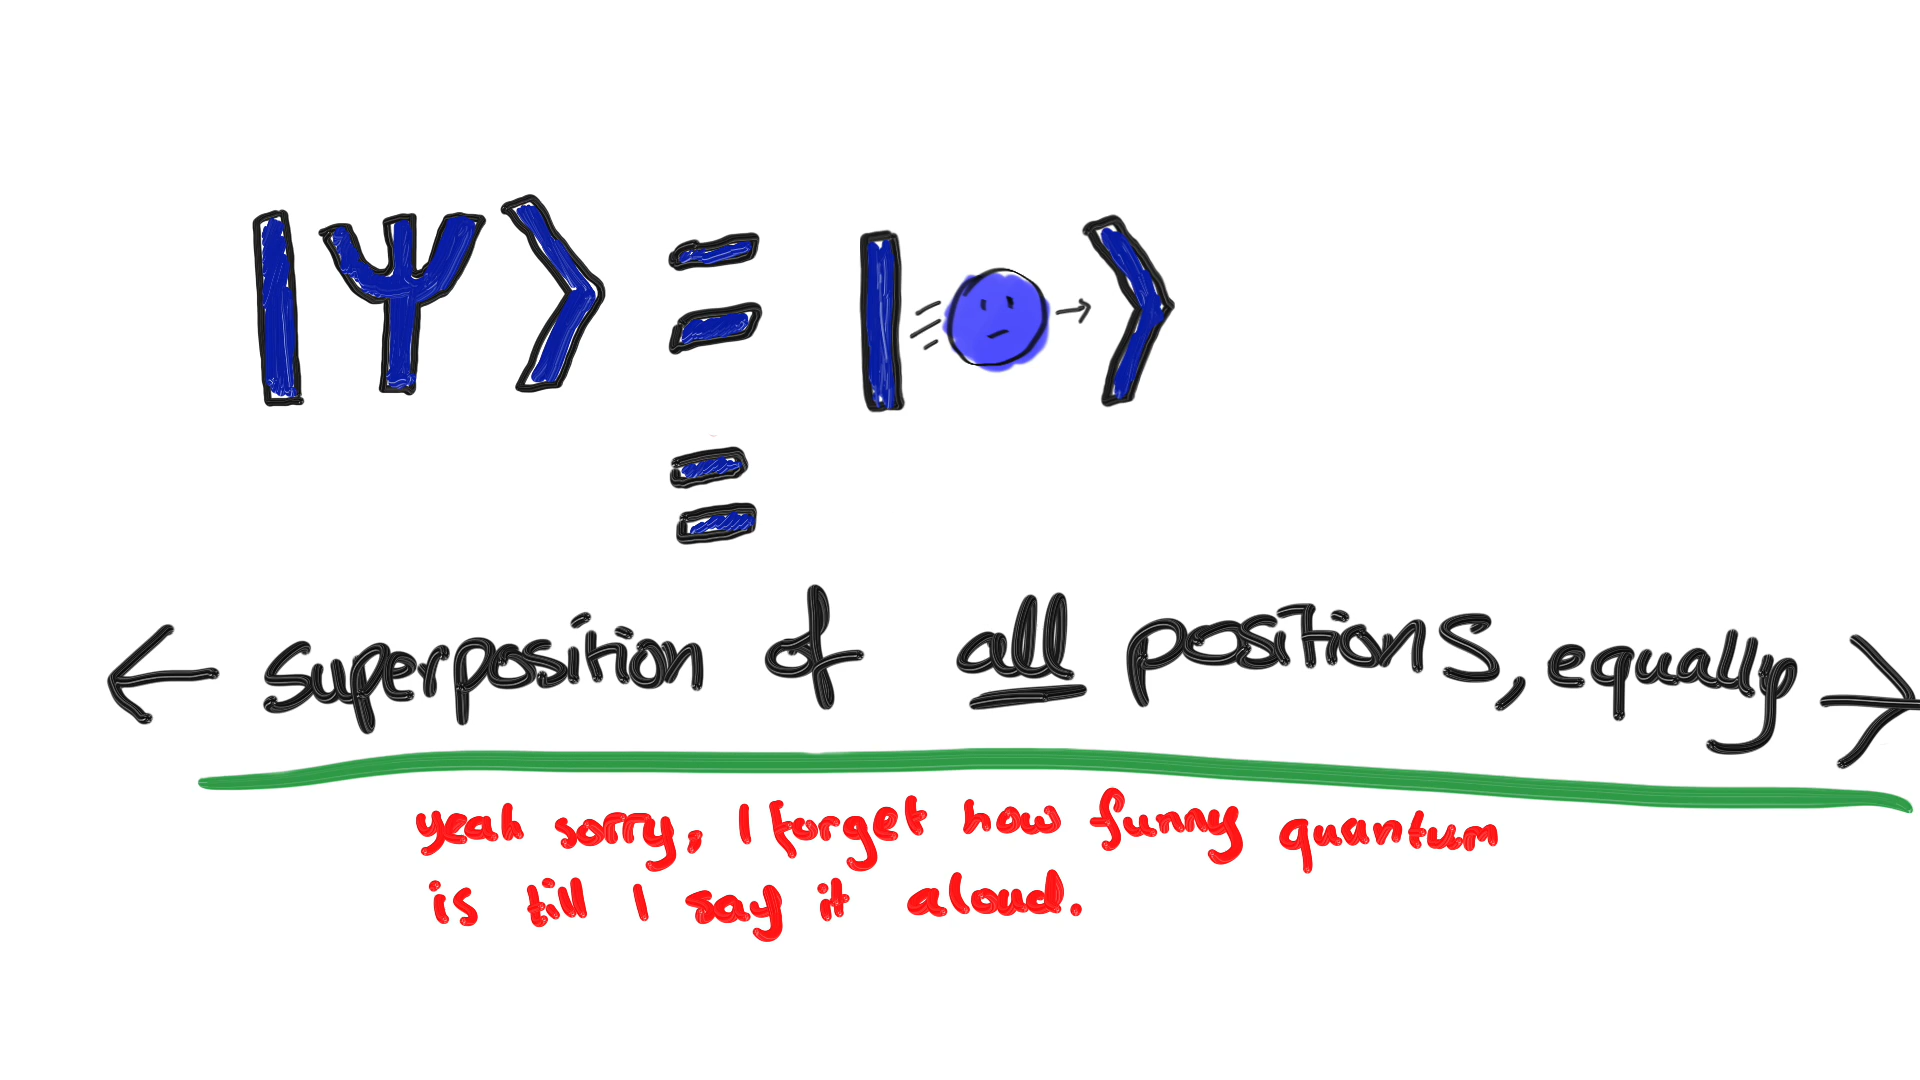 |Ψ⟩ = | ⟩
=
← superposition of all positions, equally →
yeah sorry, I forget how funny quantum
is till I say it aloud.